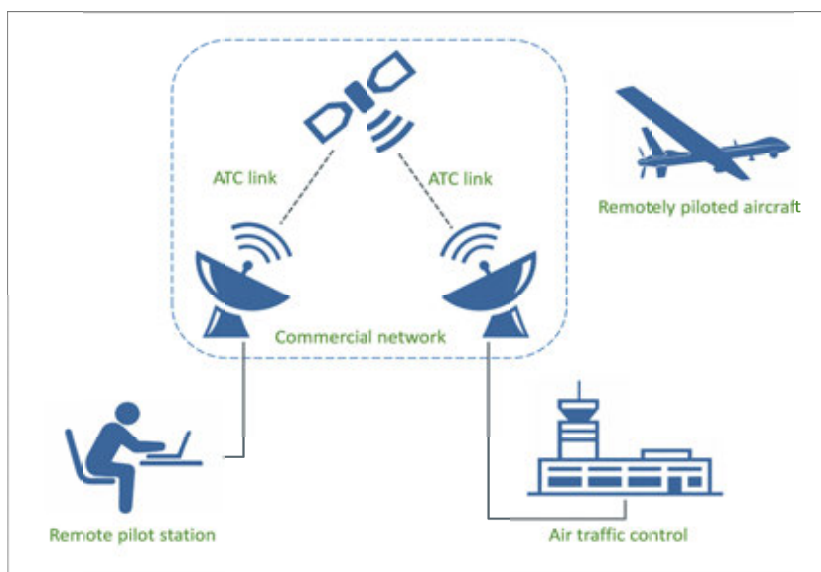 ATC link
ATC link
Remotely piloted aircraft
Commercial network
Remote pilot station
Air traffic control